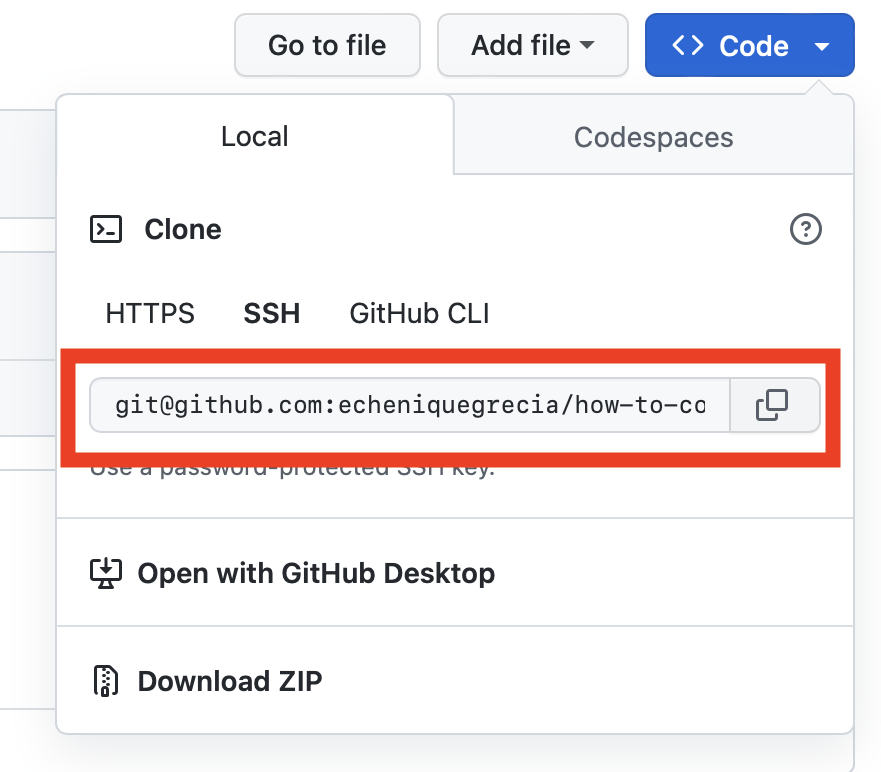 Go to file Add file Code
Local Codespaces
Clone
HTTPS SSH GitHub CLI
git@github.com:echeniquegrecia/how-to-co
Use a password-protected SSH key.
Open with GitHub Desktop
Download ZIP